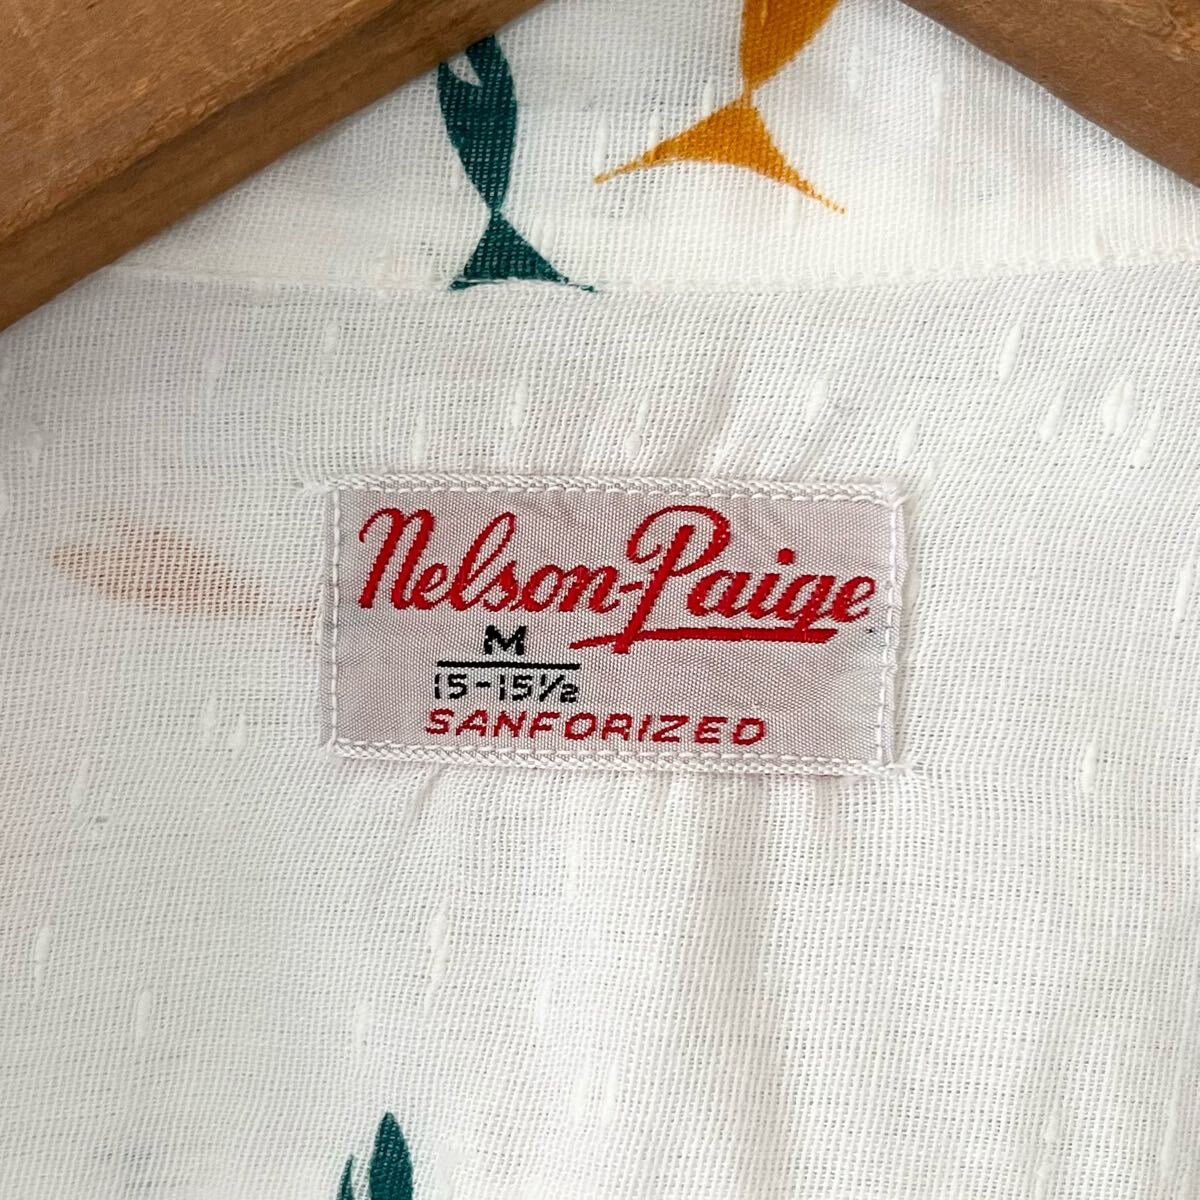 Nelson-Paige
M
15-15½
SANFORIZED